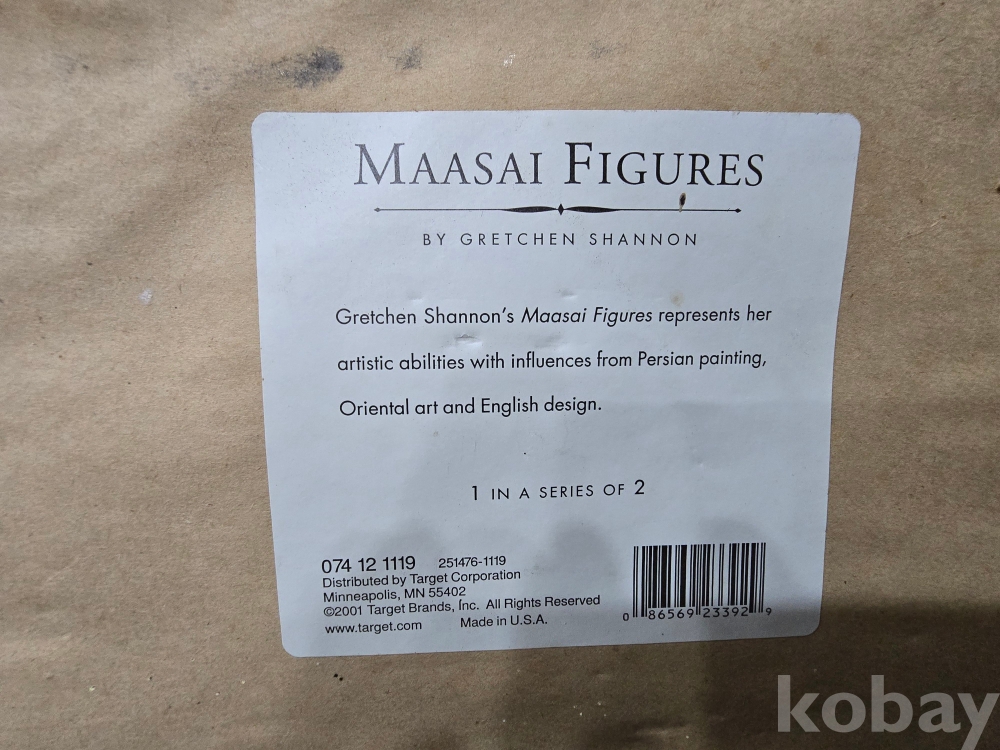 MAASAI FIGURES
BY GRETCHEN SHANNON
Gretchen Shannon's Maasai Figures represents her
artistic abilities with influences from Persian painting,
Oriental art and English design.
1 IN A SERIES OF 2
074 12 1119 251476-1119
Distributed by Target Corporation
Minneapolis, MN 55402
©2001 Target Brands, Inc. All Rights Reserved
www.target.com Made in U.S.A.
0 86569 23392 9
kobay